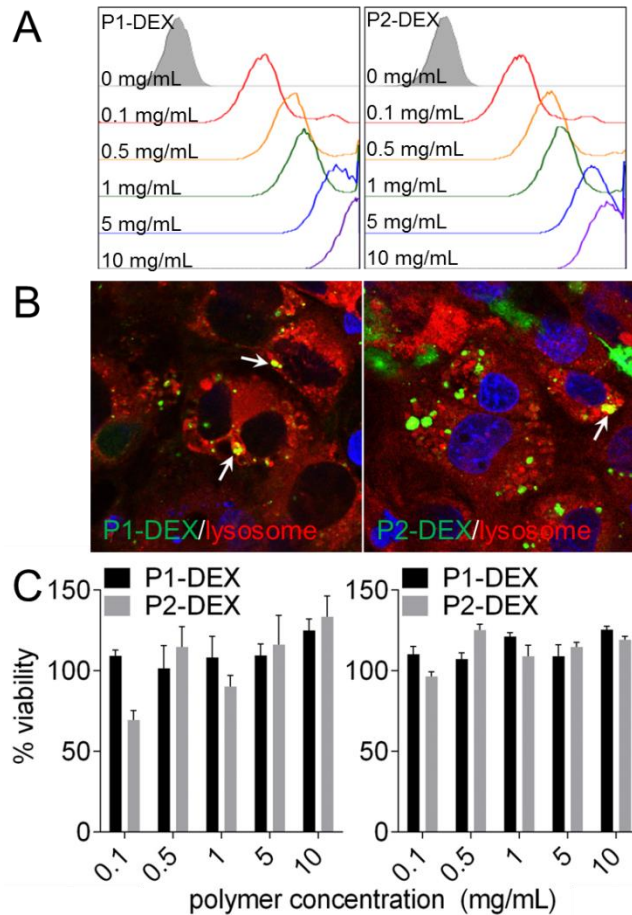 A
P1-DEX
0 mg/mL
0.1 mg/mL
0.5 mg/mL
1 mg/mL
5 mg/mL
10 mg/mL
P2-DEX
0 mg/mL
0.1 mg/mL
0.5 mg/mL
1 mg/mL
5 mg/mL
10 mg/mL
B
P1-DEX/lysosome
P2-DEX/lysosome
C
% viability
150
100
50
0
P1-DEX
P2-DEX
0.1
0.5
1
5
10
150
100
50
0
P1-DEX
P2-DEX
0.1
0.5
1
5
10
polymer concentration (mg/mL)